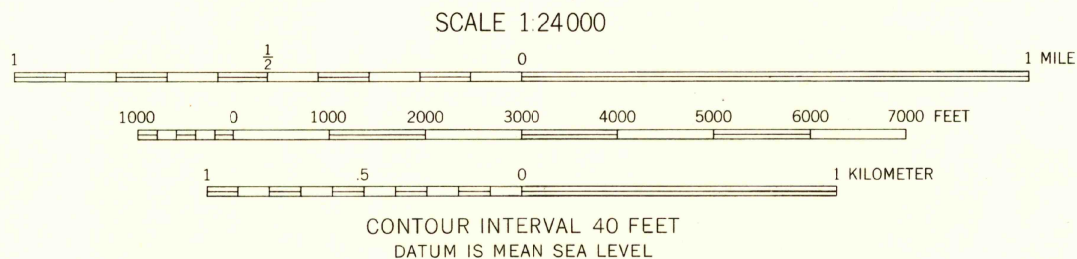 SCALE 1:24000
1 1/2 0 1 MILE
1000 0 1000 2000 3000 4000 5000 6000 7000 FEET
1 .5 0 1 KILOMETER
CONTOUR INTERVAL 40 FEET
DATUM IS MEAN SEA LEVEL